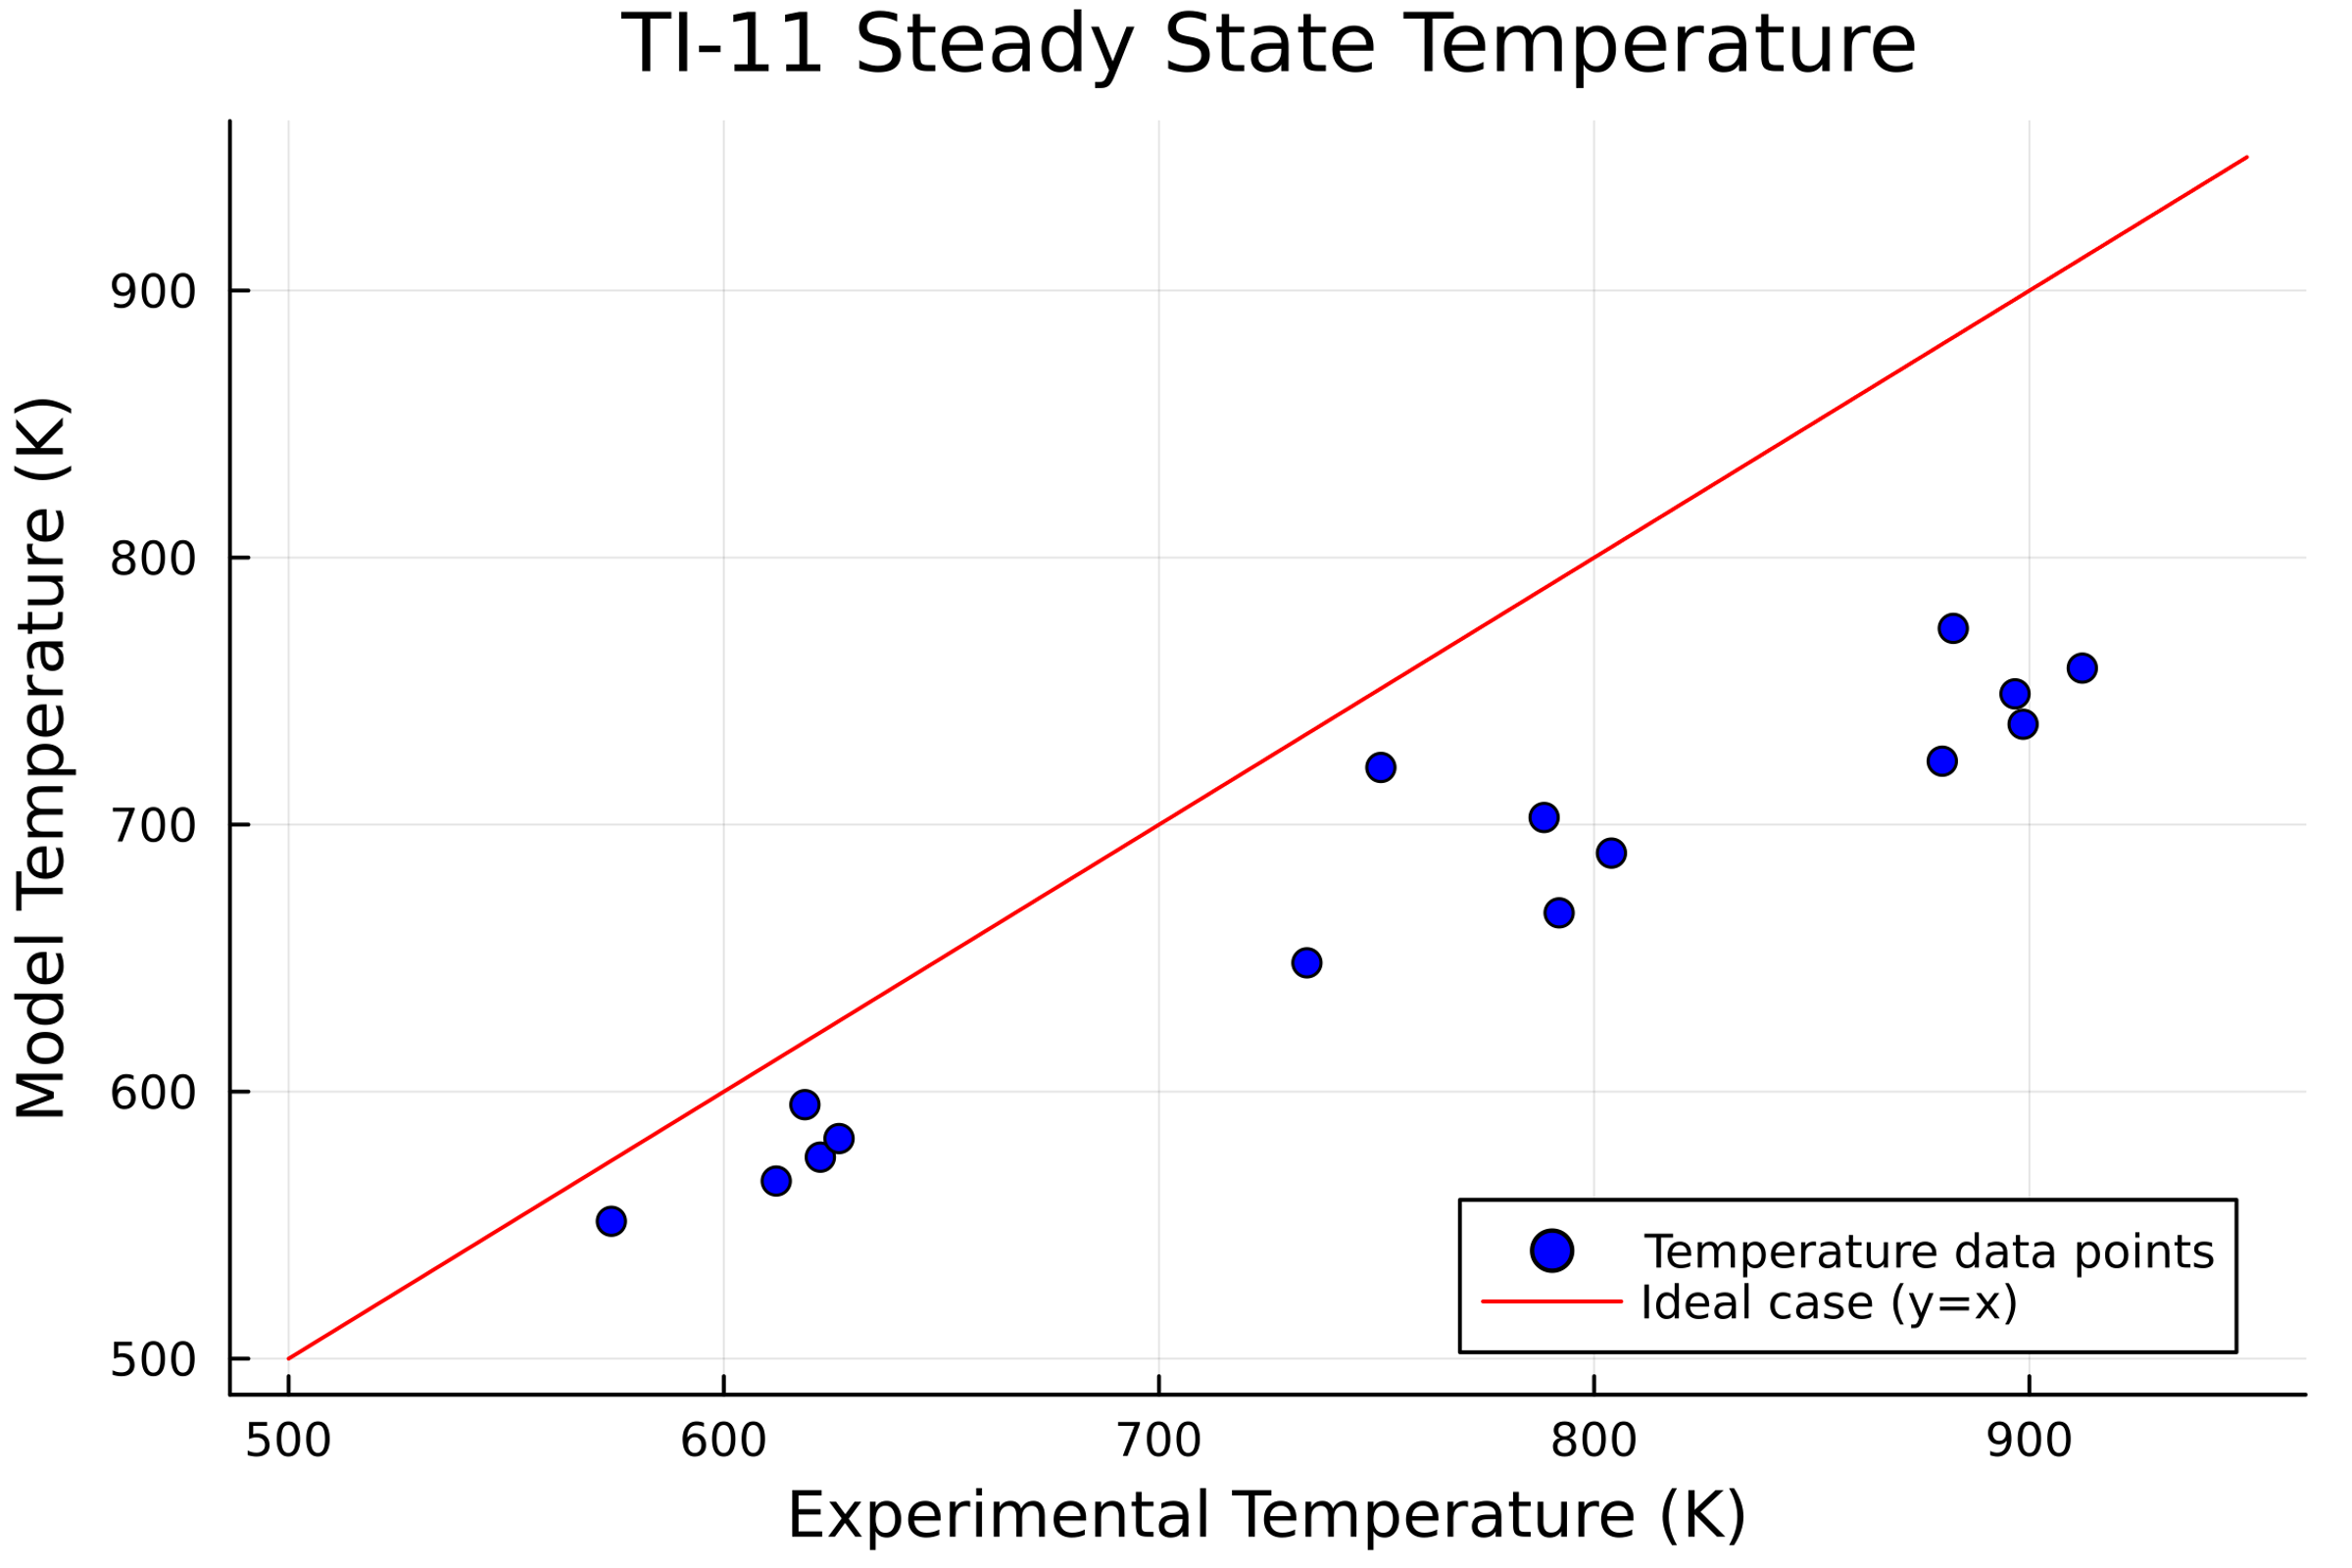 TI-11 Steady State Temperature
Model Temperature (K)
900
800
700
600
500
Temperature data points
Ideal case (y=x)
500 600 700 800 900
Experimental Temperature (K)